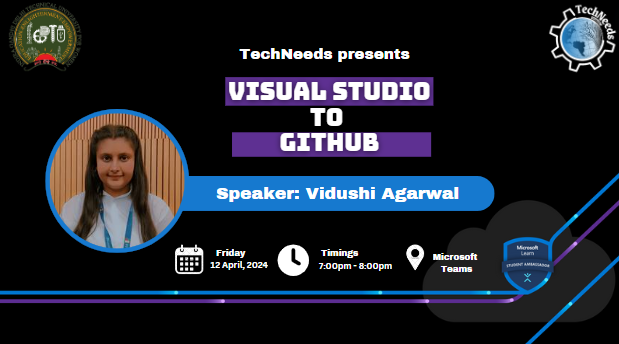 TechNeeds
TechNeeds presents
VISUAL STUDIO
TO
GITHUB
Speaker: Vidushi Agarwal
Friday
12 April, 2024
Timings
7:00pm - 8:00pm
Microsoft
Teams
Microsoft
Learn
STUDENT AMBASSADOR